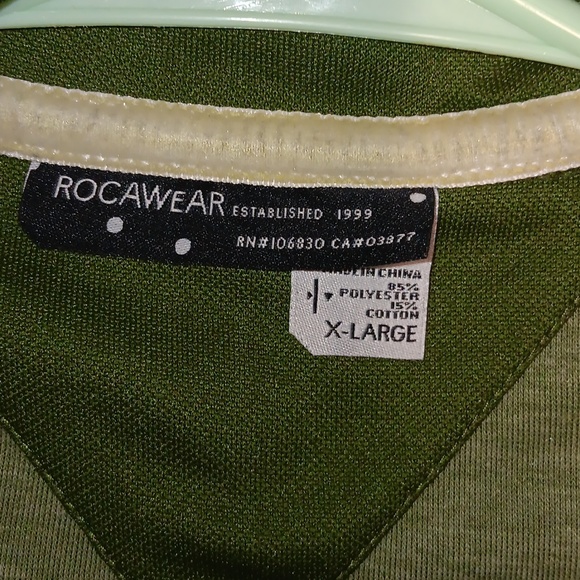 ROCAWEAR ESTABLISHED 1999
RN#106830 CA#03877
MADE IN CHINA
85%
POLYESTER
15%
COTTON
X-LARGE